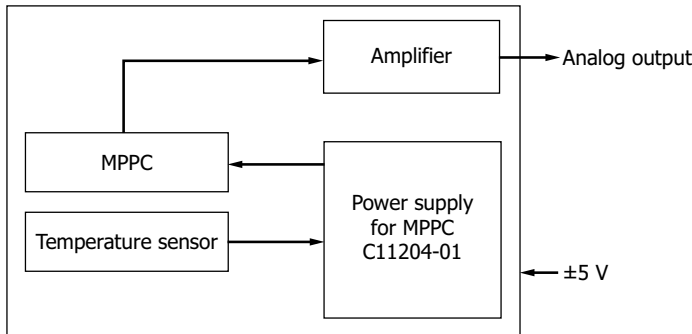 Amplifier
Analog output
MPPC
Power supply
for MPPC
C11204-01
Temperature sensor
±5 V